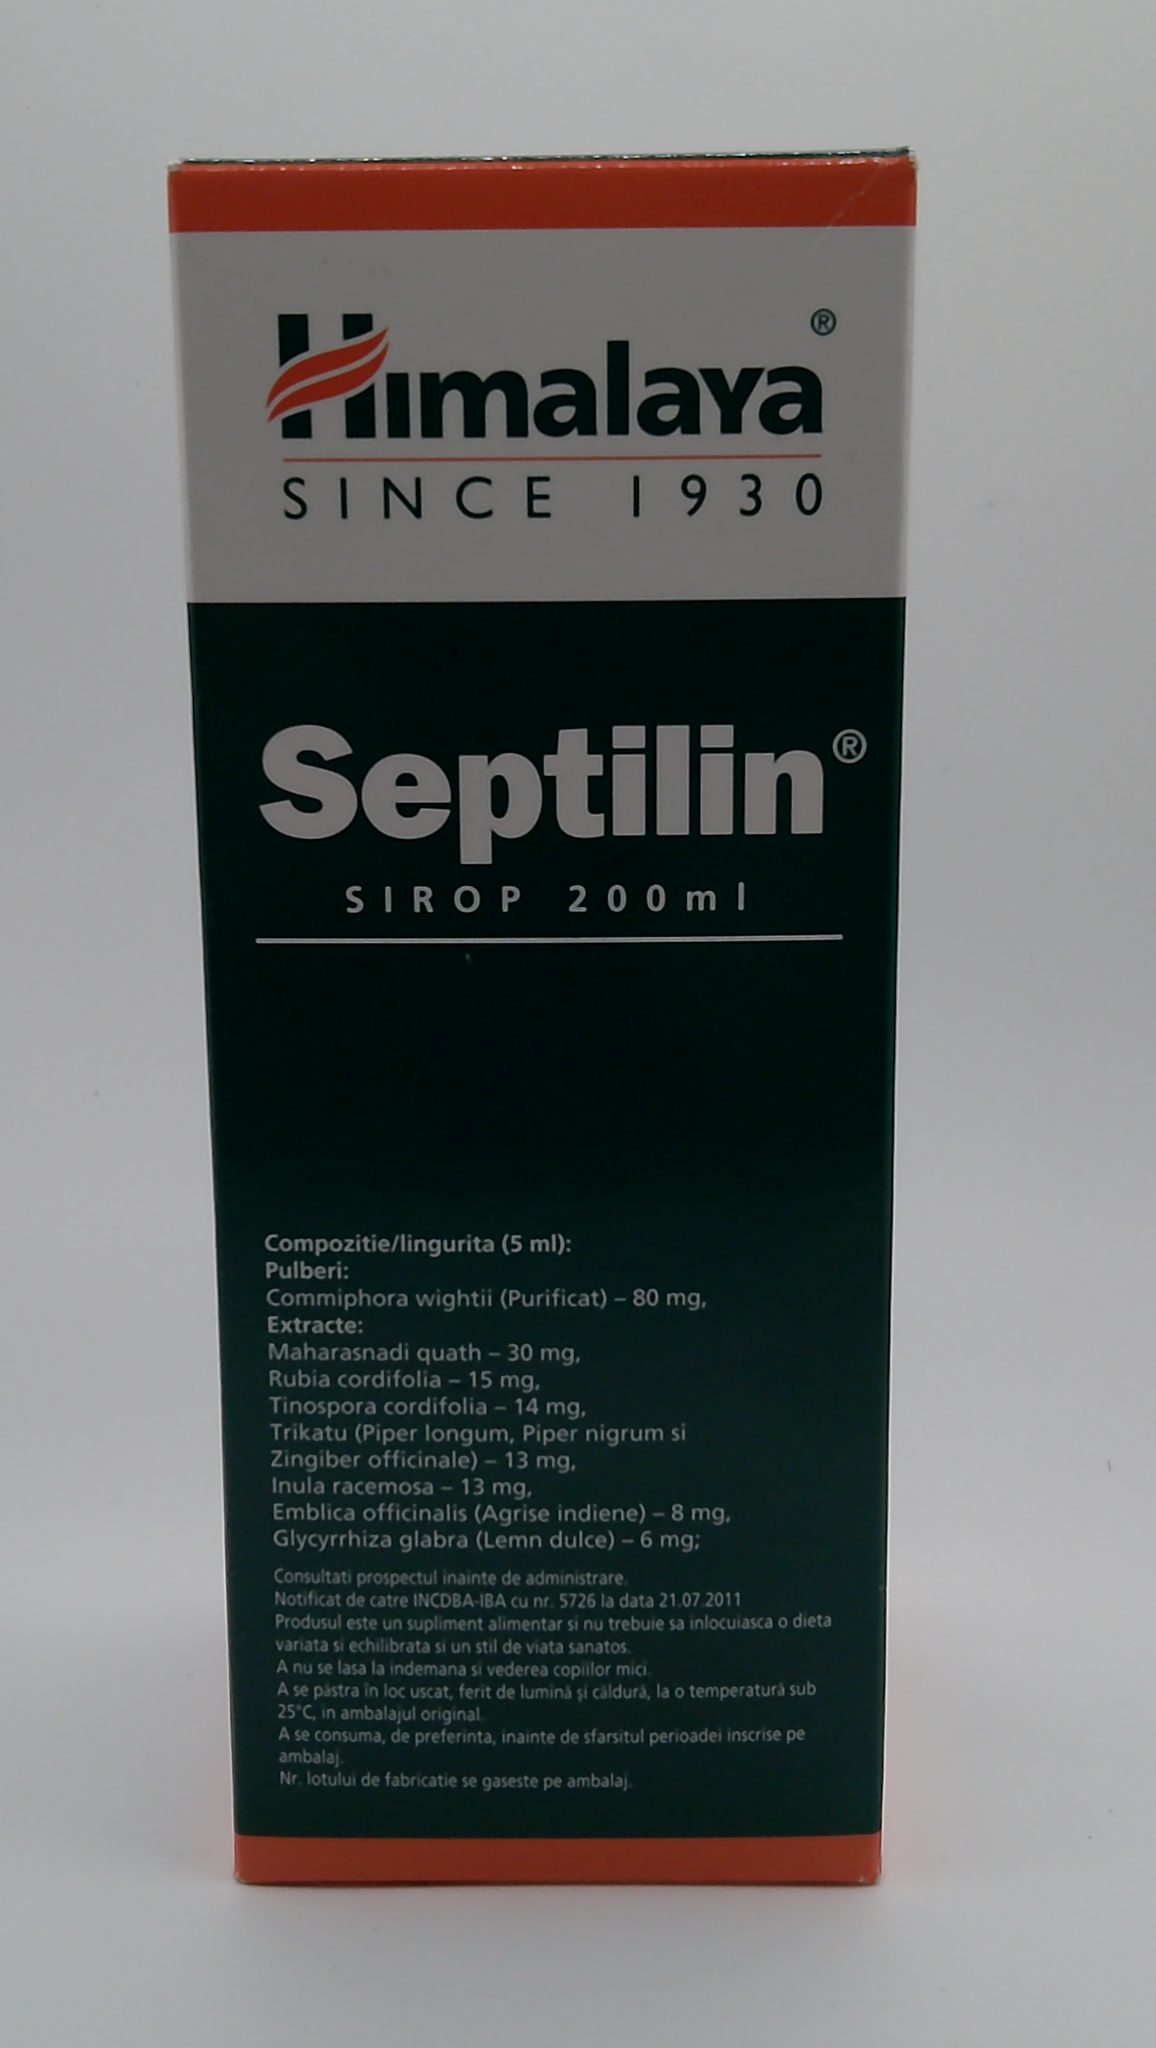 Himalaya®
SINCE 1930
Septilin®
SIROP 200ml
Compozitie/lingurita (5 ml):
Pulberi:
Commiphora wightii (Purificat) – 80 mg,
Extracte:
Maharasnadi quath – 30 mg,
Rubia cordifolia – 15 mg,
Tinospora cordifolia – 14 mg,
Trikatu (Piper longum, Piper nigrum si
Zingiber officinale) – 13 mg,
Inula racemosa – 13 mg,
Emblica officinalis (Agrise indiene) – 8 mg,
Glycyrrhiza glabra (Lemn dulce) – 6 mg;
Consultati prospectul inainte de administrare.
Notificat de catre INCDBA-IBA cu nr. 5726 la data 21.07.2011
Produsul este un supliment alimentar si nu trebuie sa inlocuiasca o dieta
variata si echilibrata si un stil de viata sanatos.
A nu se lasa la indemana si vederea copiilor mici.
A se păstra în loc uscat, ferit de lumină și căldură, la o temperatură sub
25°C, in ambalajul original.
A se consuma, de preferinta, inainte de sfarsitul perioadei inscrise pe
ambalaj.
Nr. lotului de fabricatie se gaseste pe ambalaj.